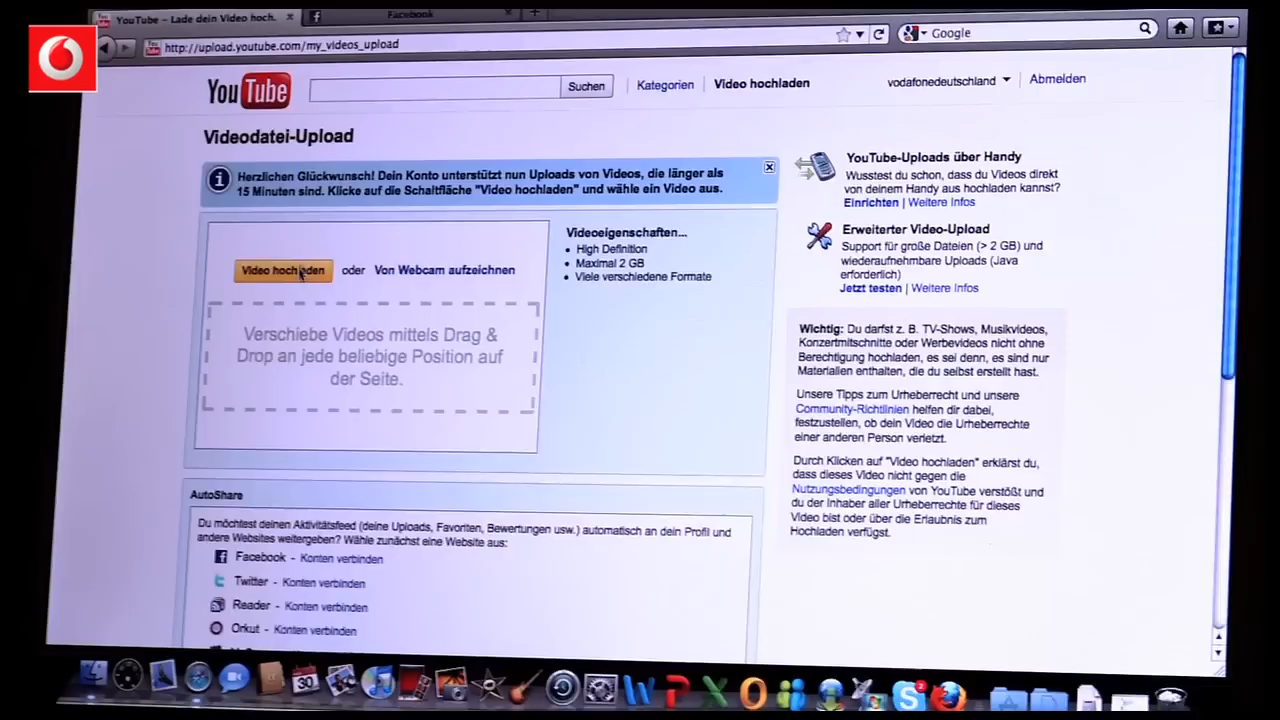 YouTube - Lade dein Video hoch.
Facebook
http://upload.youtube.com/my_videos_upload
Google
YouTube
Suchen
Kategorien
Video hochladen
vodafonedeutschland
Abmelden
Videodatei-Upload
Herzlichen Glückwunsch! Dein Konto unterstützt nun Uploads von Videos, die länger als
15 Minuten sind. Klicke auf die Schaltfläche "Video hochladen" und wähle ein Video aus.
Video hochladen oder Von Webcam aufzeichnen
Verschiebe Videos mittels Drag &
Drop an jede beliebige Position auf
der Seite.
Videoeigenschaften...
• High Definition
• Maximal 2 GB
• Viele verschiedene Formate
YouTube-Uploads über Handy
Wusstest du schon, dass du Videos direkt
von deinem Handy aus hochladen kannst?
Einrichten | Weitere Infos
Erweiterter Video-Upload
Support für große Dateien (> 2 GB) und
wiederaufnehmbare Uploads (Java
erforderlich)
Jetzt testen | Weitere Infos
Wichtig: Du darfst z. B. TV-Shows, Musikvideos,
Konzertmitschnitte oder Werbevideos nicht ohne
Berechtigung hochladen, es sei denn, es sind nur
Materialien enthalten, die du selbst erstellt hast.
Unsere Tipps zum Urheberrecht und unsere
Community-Richtlinien helfen dir dabei,
festzustellen, ob dein Video die Urheberrechte
einer anderen Person verletzt.
Durch Klicken auf "Video hochladen" erklärst du,
dass dieses Video nicht gegen die
Nutzungsbedingungen von YouTube verstößt und
du der Inhaber aller Urheberrechte für dieses
Video bist oder über die Erlaubnis zum
Hochladen verfügst.
AutoShare
Du möchtest deinen Aktivitätsfeed (deine Uploads, Favoriten, Bewertungen usw.) automatisch an dein Profil und
andere Websites weitergeben? Wähle zunächst eine Website aus:
Facebook - Konten verbinden
Twitter - Konten verbinden
Reader - Konten verbinden
Orkut - Konten verbinden
30